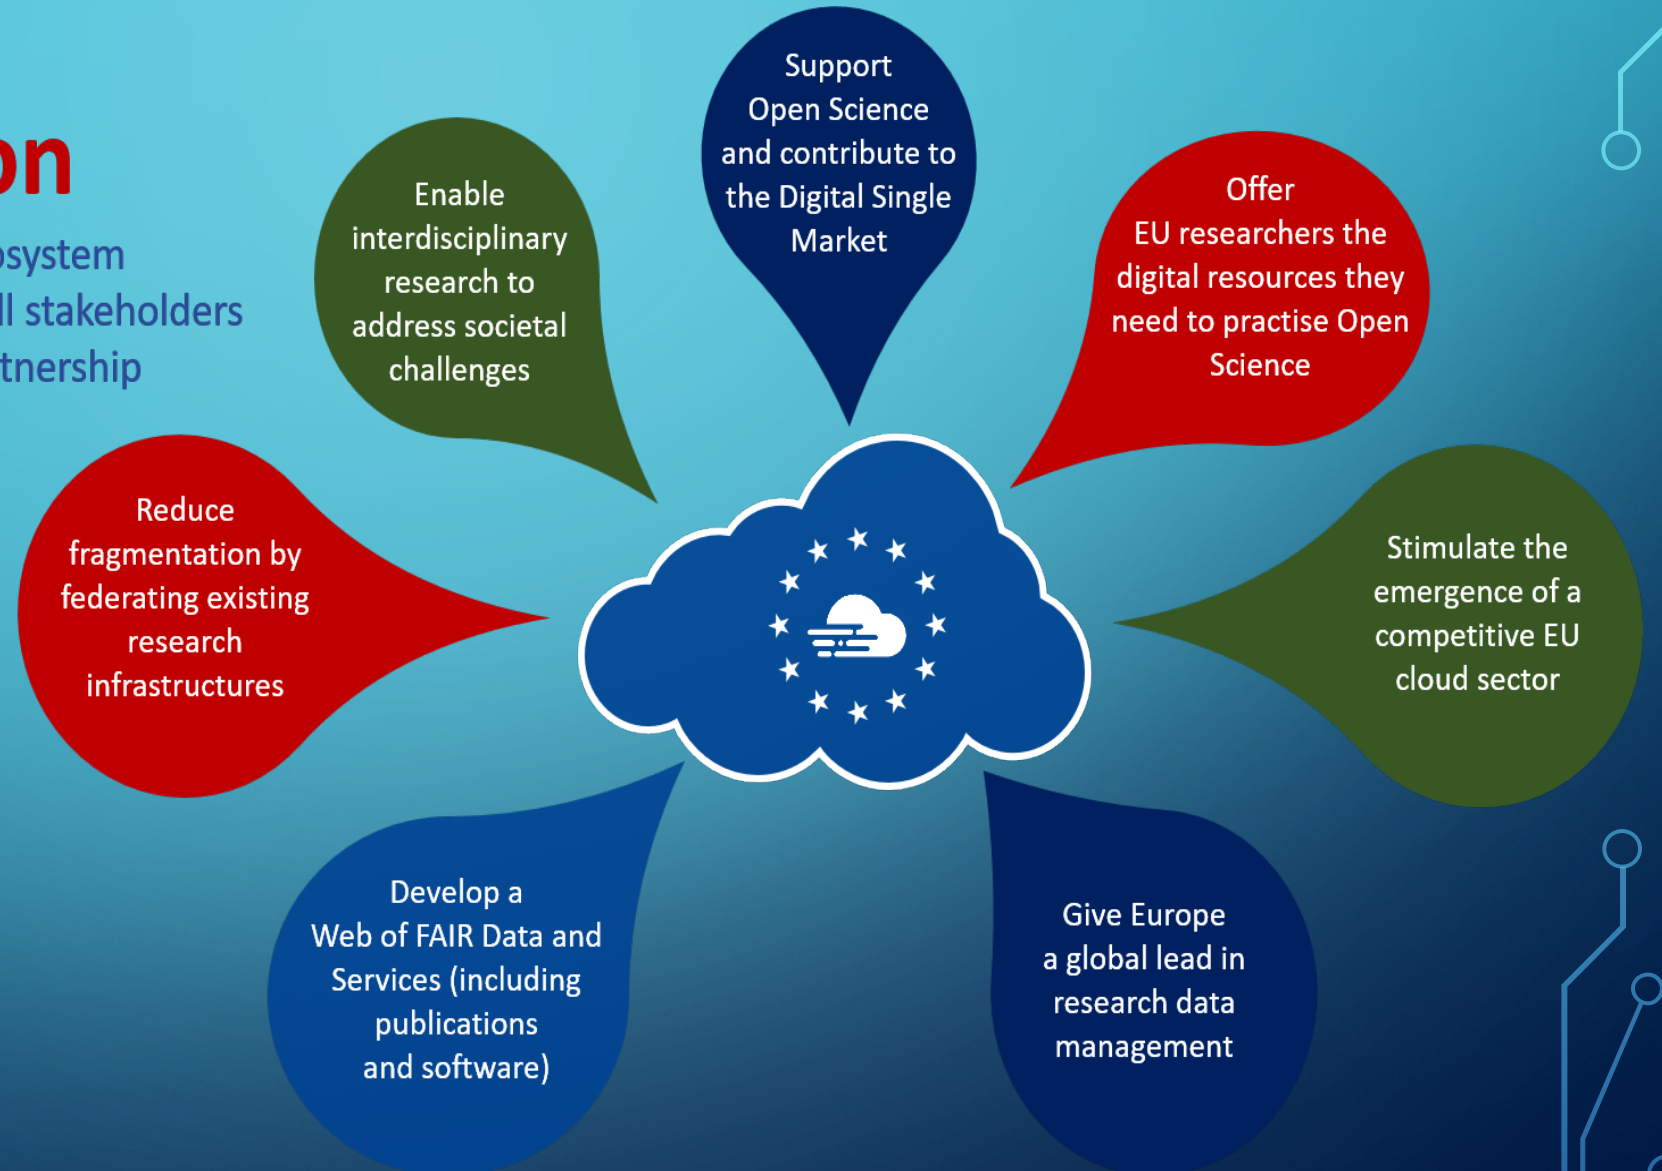 on
osystem
ll stakeholders
tnership
Support
Open Science
and contribute to
the Digital Single
Market
Enable
interdisciplinary
research to
address societal
challenges
Offer
EU researchers the
digital resources they
need to practise Open
Science
Reduce
fragmentation by
federating existing
research
infrastructures
Stimulate the
emergence of a
competitive EU
cloud sector
Develop a
Web of FAIR Data and
Services (including
publications
and software)
Give Europe
a global lead in
research data
management